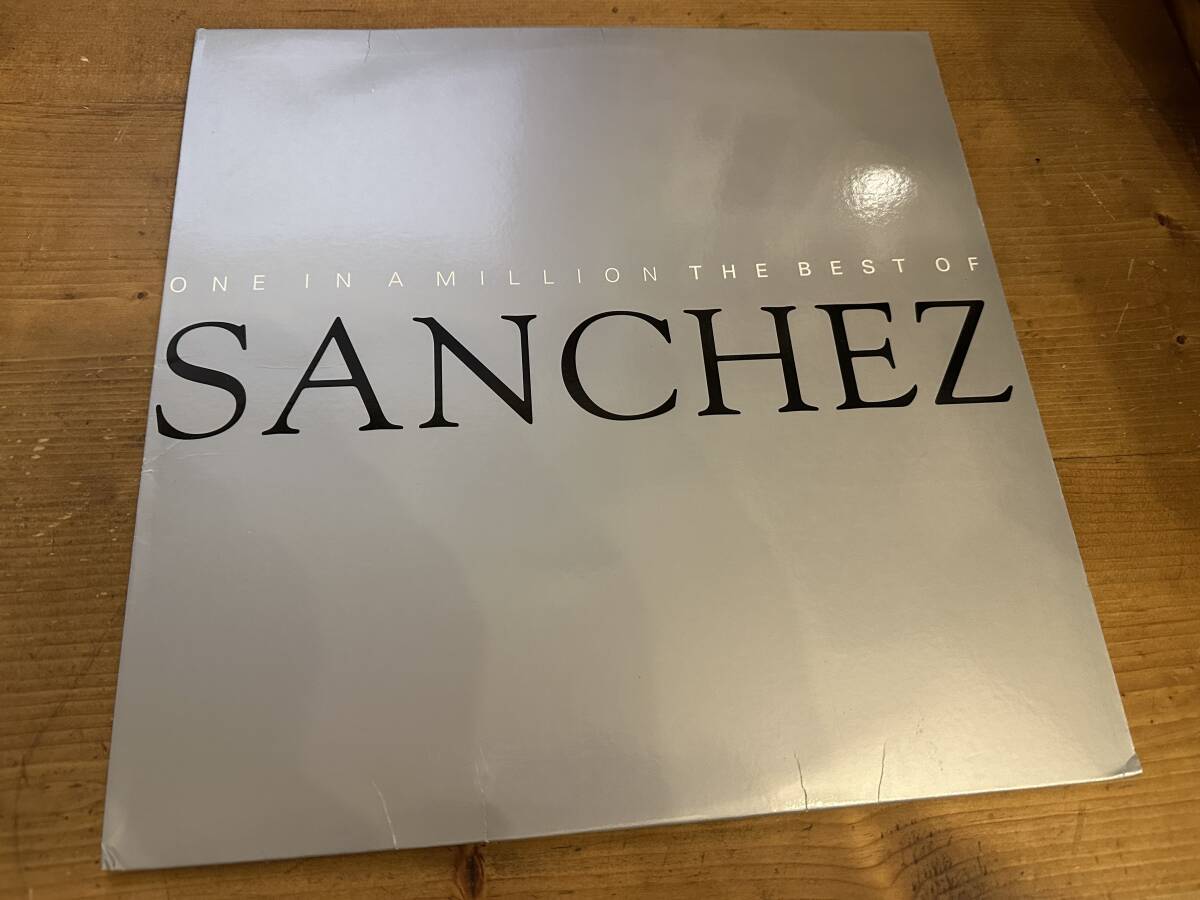 ONE IN A MILLION THE BEST OF
SANCHEZ